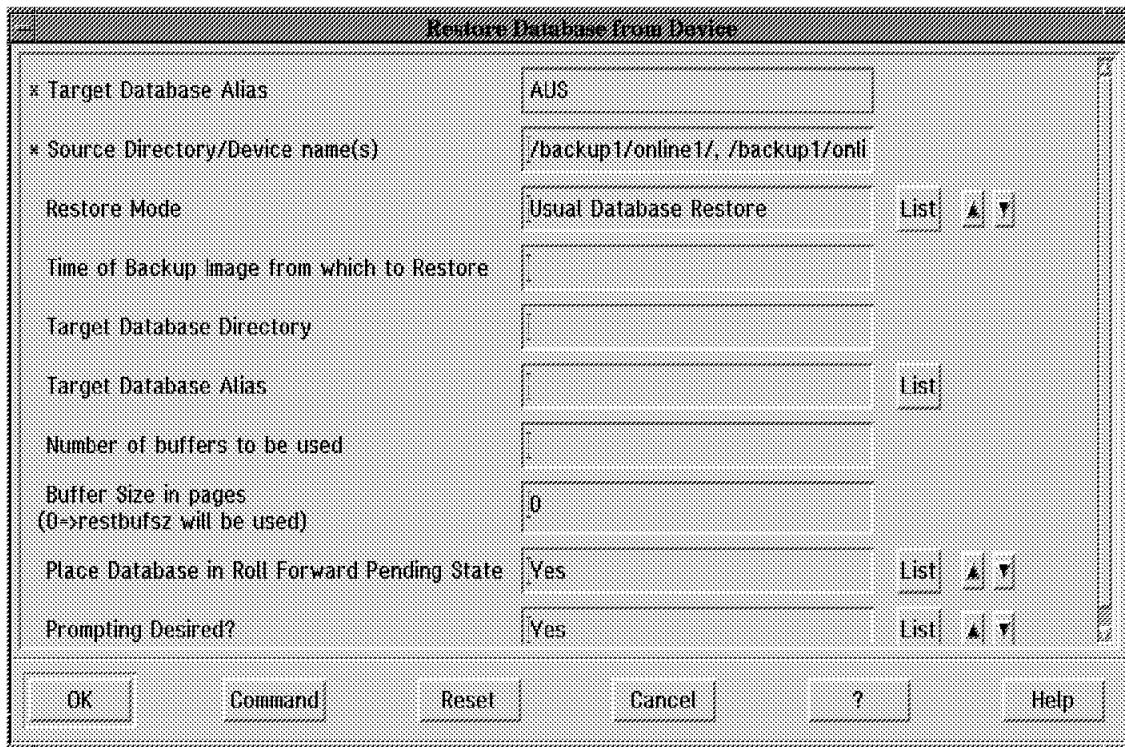 Restore Database from Device
* Target Database Alias AUS
* Source Directory/Device name(s) /backup1/online1/, /backup1/onli
Restore Mode Usual Database Restore List ▲ ▼
Time of Backup Image from which to Restore
Target Database Directory
Target Database Alias List
Number of buffers to be used
Buffer Size in pages
(0=>restbufsz will be used) 0
Place Database in Roll Forward Pending State Yes List ▲ ▼
Prompting Desired? Yes List ▲ ▼
OK Command Reset Cancel ? Help